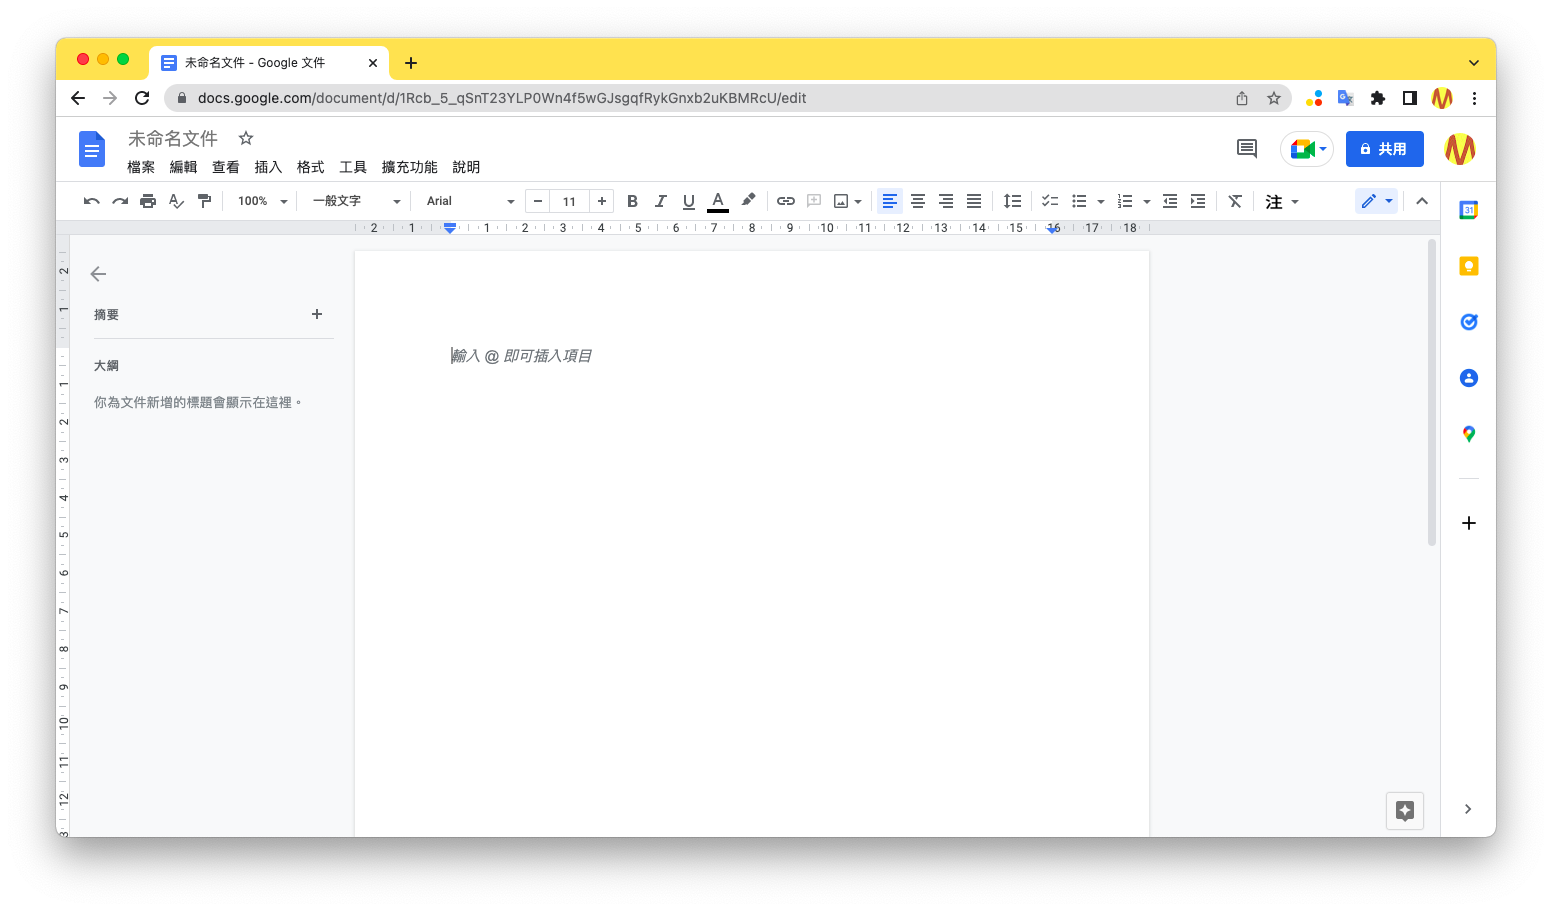 未命名文件 - Google 文件
docs.google.com/document/d/1Rcb_5_qSnT23YLP0Wn4f5wGJsgqfRykGnxb2uKBMRcU/edit
未命名文件
檔案 編輯 查看 插入 格式 工具 擴充功能 說明
共用
100% 一般文字 Arial 11 B I U A 注
2 1 1 2 3 4 5 6 7 8 9 10 11 12 13 14 15 16 17 18
31
摘要
大綱
你為文件新增的標題會顯示在這裡。
輸入 @ 即可插入項目
2
1
1
2
3
4
5
6
7
8
9
10
11
12